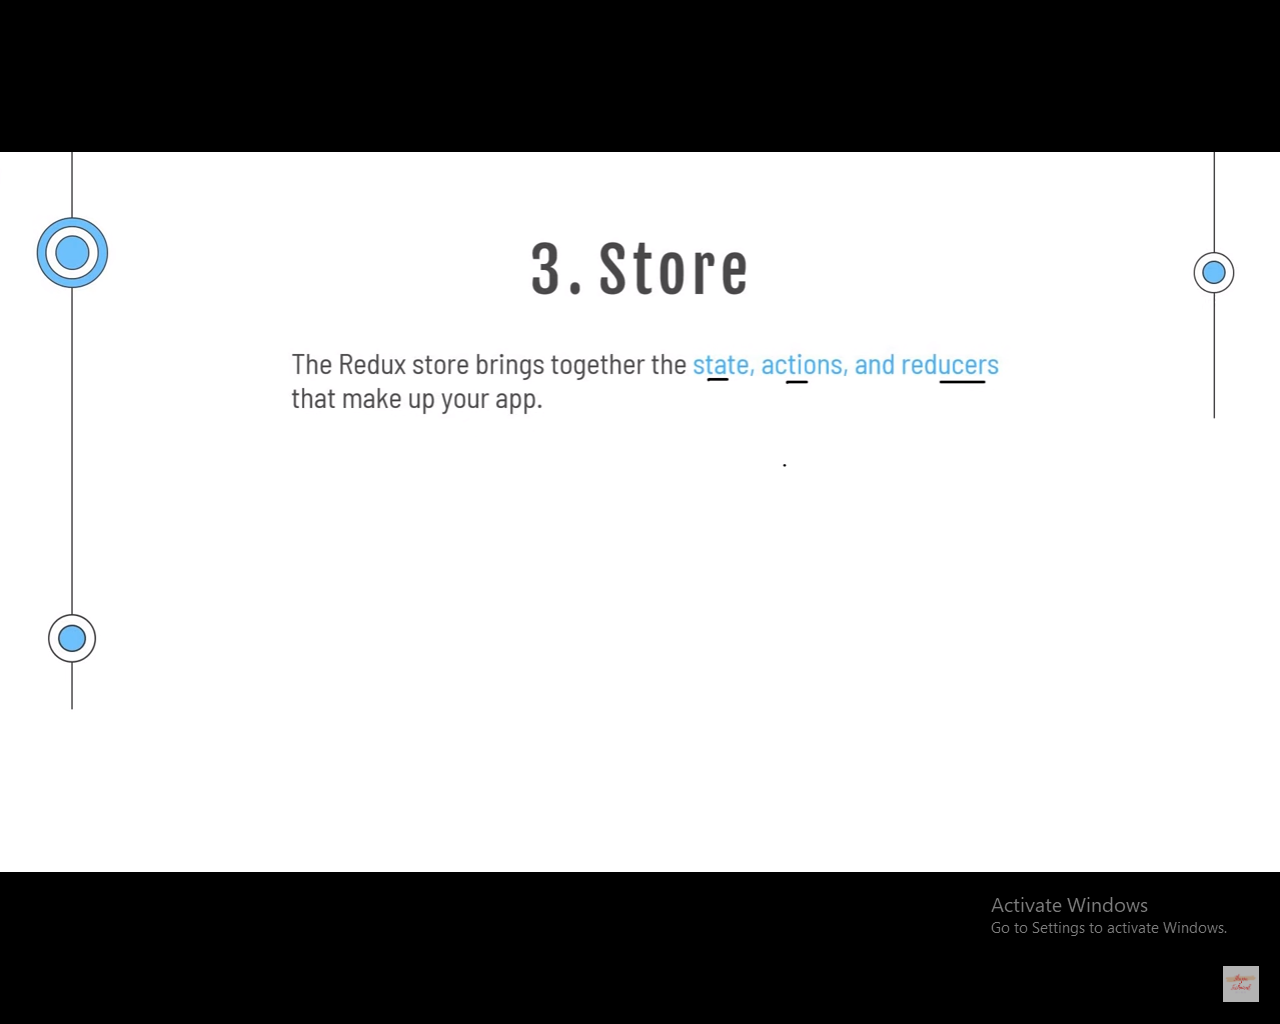 3. Store
The Redux store brings together the state, actions, and reducers
that make up your app.
Activate Windows
Go to Settings to activate Windows.